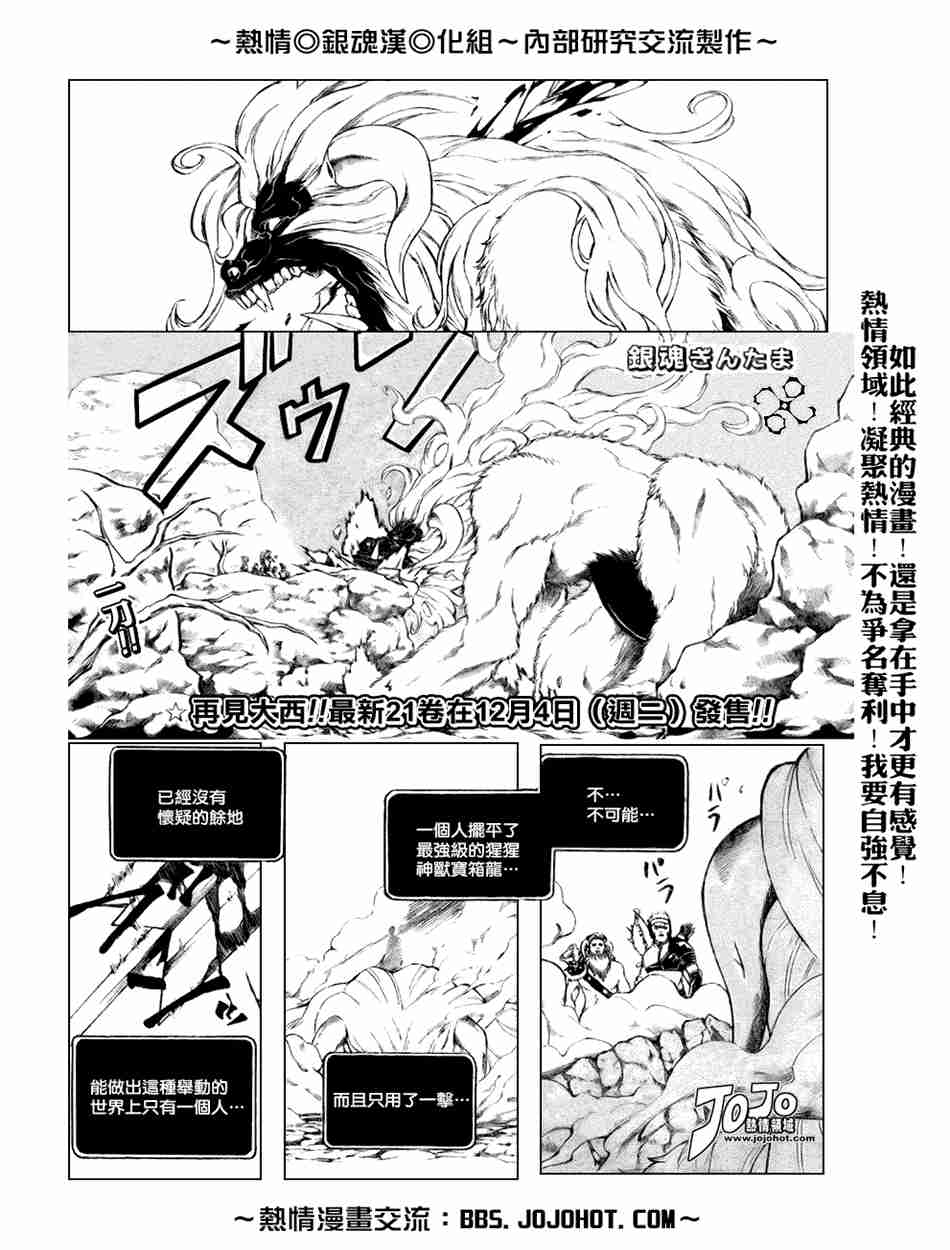 ～熱情◎銀魂漢◎化組～內部研究交流製作～
銀魂ぎんたま
ズゥン
一刀!!
☆再見大西!!最新21卷在12月4日（週二）發售!!
如此經典的漫畫！還是拿在手中才更有感覺！
熱情領域！凝聚熱情！不為爭名奪利！我要自強不息！
不…
不可能…
パラ
パラ
一個人擺平了
最強級的猩猩
神獸寶箱龍…
而且只用了一擊…
已經沒有
懷疑的餘地
能做出這種舉動的
世界上只有一個人…
JOJO
熱情領域
www.jojohot.com
～熱情漫畫交流：BBS. JOJOHOT. COM～